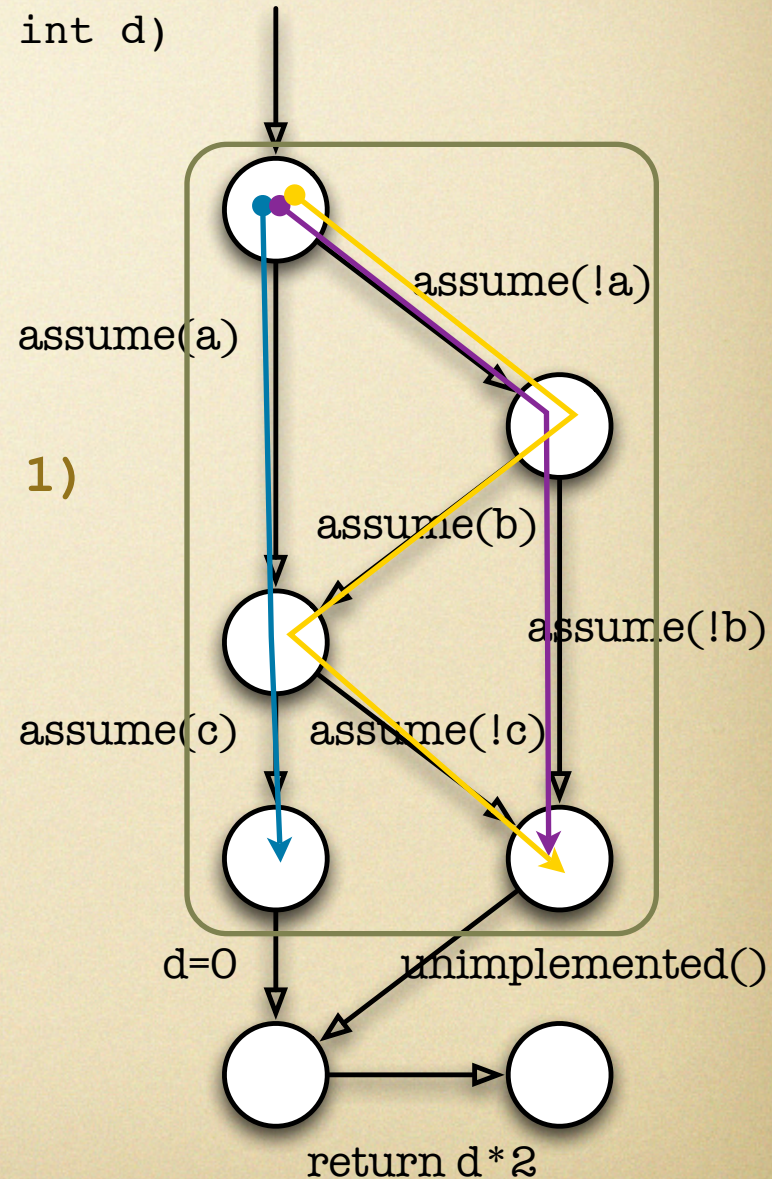 int d)
assume(!a)
assume(a)
1)
assume(b)
assume(!b)
assume(c)
assume(!c)
d=0
unimplemented()
return d*2